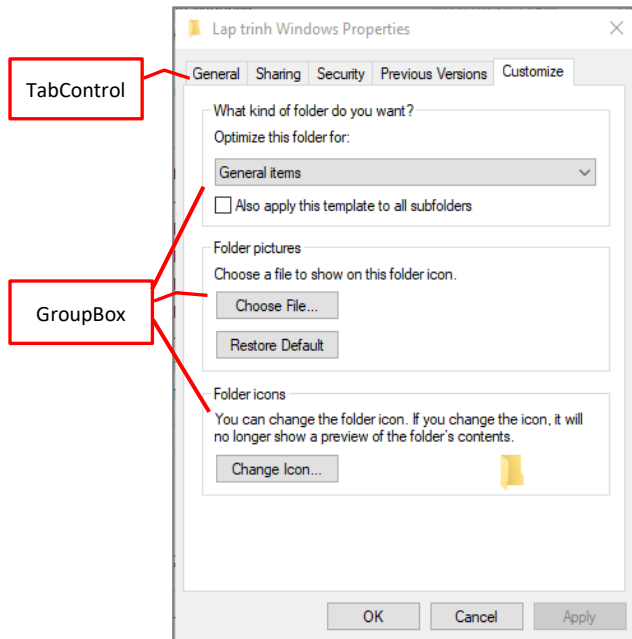 Lap trinh Windows Properties
TabControl
General Sharing Security Previous Versions Customize
What kind of folder do you want?
Optimize this folder for:
General items
Also apply this template to all subfolders
Folder pictures
Choose a file to show on this folder icon.
GroupBox
Choose File...
Restore Default
Folder icons
You can change the folder icon. If you change the icon, it will
no longer show a preview of the folder's contents.
Change Icon...
OK Cancel Apply